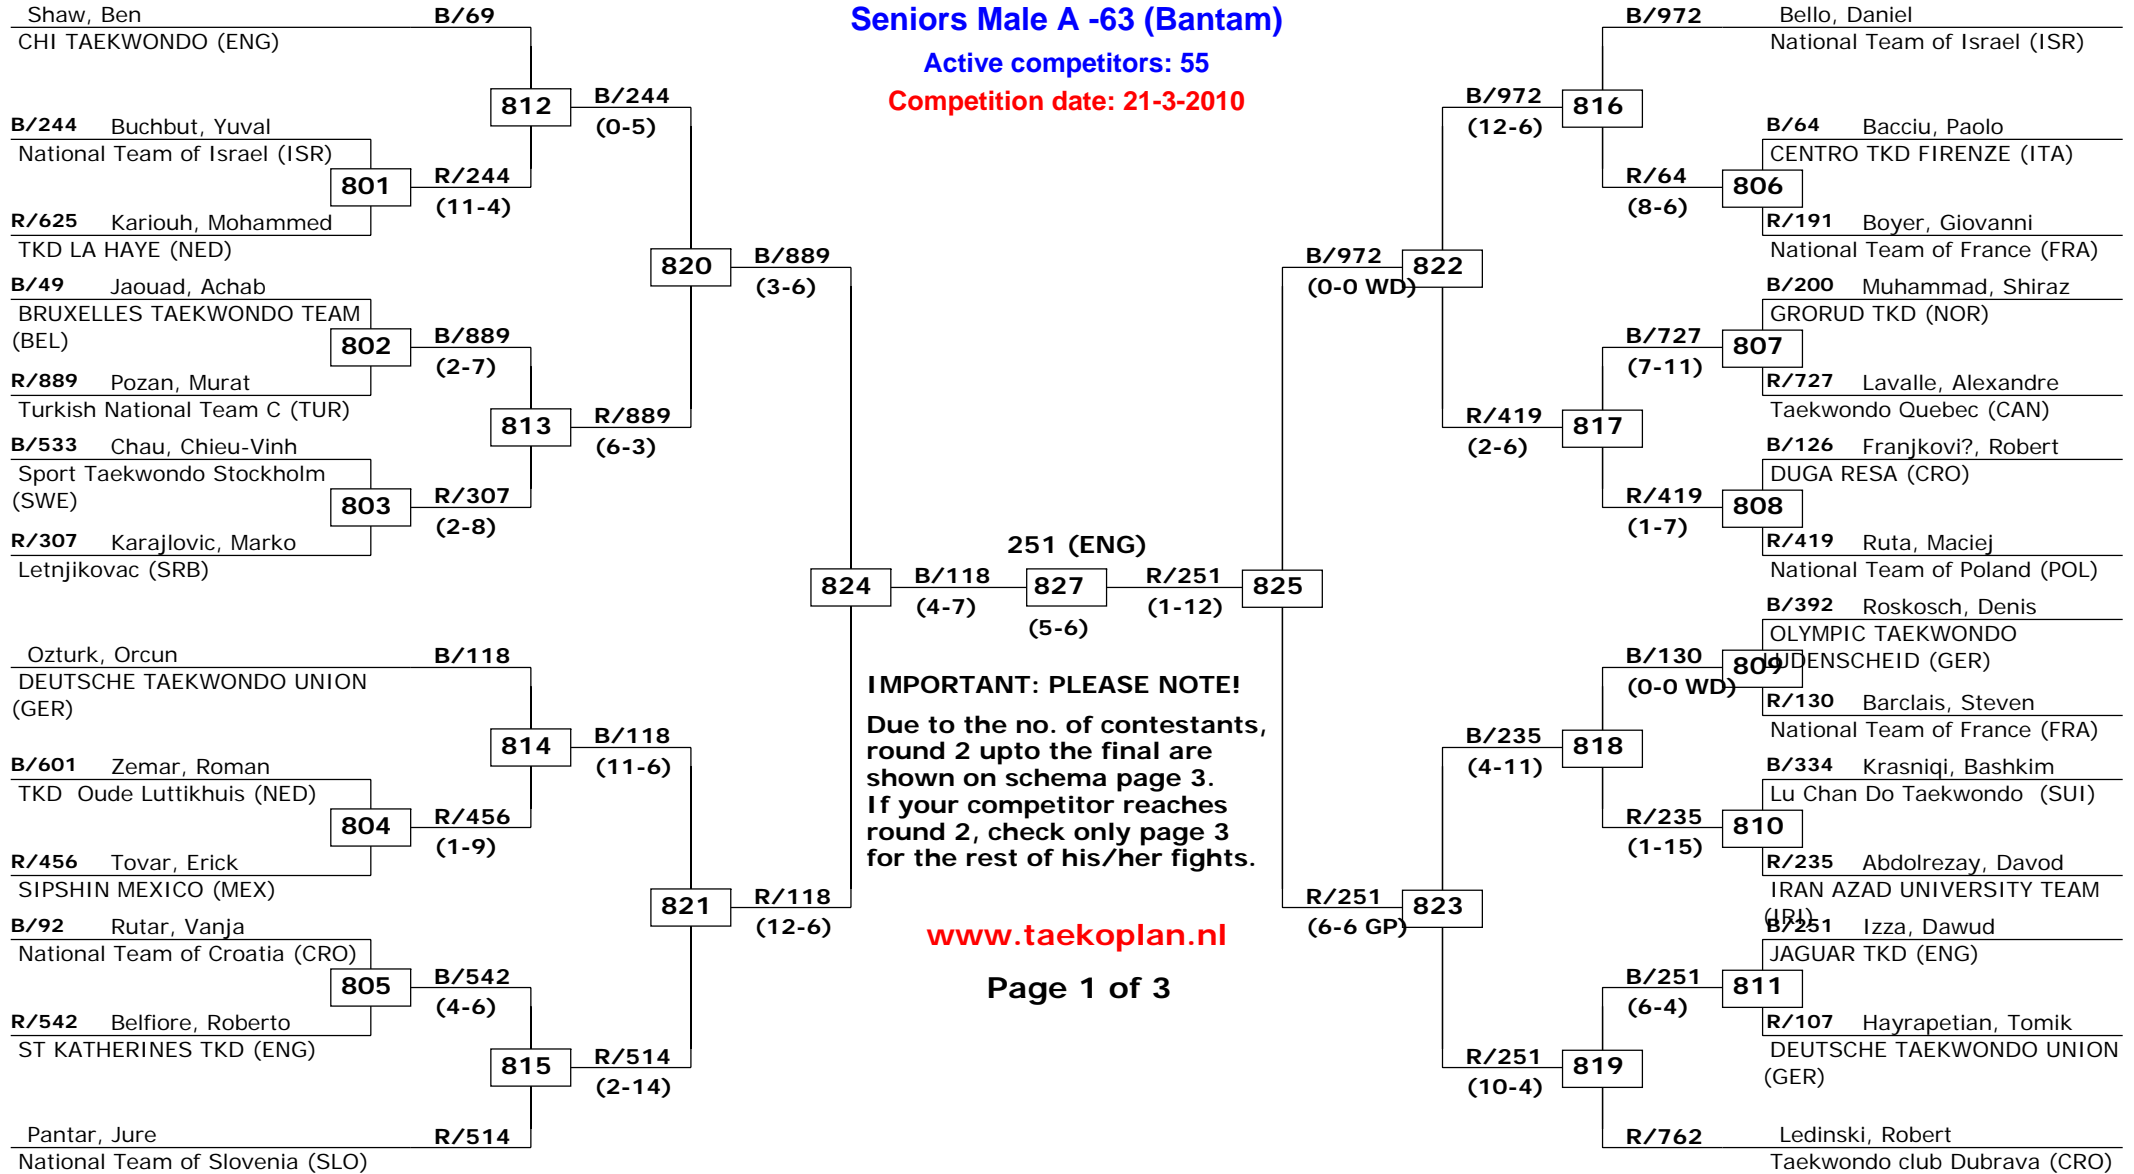 Seniors Male A -63 (Bantam)
Active competitors: 55
Competition date: 21-3-2010
Shaw, Ben B/69
CHI TAEKWONDO (ENG)
812 B/244
(0-5)
B/244 Buchbut, Yuval
National Team of Israel (ISR)
801 R/244
(11-4)
R/625 Kariouh, Mohammed
TKD LA HAYE (NED)
820 B/889
(3-6)
B/49 Jaouad, Achab
BRUXELLES TAEKWONDO TEAM
(BEL)
802 B/889
(2-7)
R/889 Pozan, Murat
Turkish National Team C (TUR)
813 R/889
(6-3)
B/533 Chau, Chieu-Vinh
Sport Taekwondo Stockholm
(SWE)
803 R/307
(2-8)
R/307 Karajlovic, Marko
Letnjikovac (SRB)
824 B/118
(4-7)
251 (ENG)
827
(5-6)
R/251 825
(1-12)
Ozturk, Orcun B/118
DEUTSCHE TAEKWONDO UNION
(GER)
814 B/118
(11-6)
B/601 Zemar, Roman
TKD Oude Luttikhuis (NED)
804 R/456
(1-9)
R/456 Tovar, Erick
SIPSHIN MEXICO (MEX)
821 R/118
(12-6)
B/92 Rutar, Vanja
National Team of Croatia (CRO)
805 B/542
(4-6)
R/542 Belfiore, Roberto
ST KATHERINES TKD (ENG)
815 R/514
(2-14)
Pantar, Jure R/514
National Team of Slovenia (SLO)
IMPORTANT: PLEASE NOTE!
Due to the no. of contestants,
round 2 upto the final are
shown on schema page 3.
If your competitor reaches
round 2, check only page 3
for the rest of his/her fights.
www.taekoplan.nl
Page 1 of 3
B/972 Bello, Daniel
National Team of Israel (ISR)
B/972 816
(12-6)
B/64 Bacciu, Paolo
CENTRO TKD FIRENZE (ITA)
R/64 806
(8-6)
R/191 Boyer, Giovanni
National Team of France (FRA)
B/972 822
(0-0 WD)
B/200 Muhammad, Shiraz
GRORUD TKD (NOR)
B/727 807
(7-11)
R/727 Lavalle, Alexandre
Taekwondo Quebec (CAN)
R/419 817
(2-6)
B/126 Franjkovi?, Robert
DUGA RESA (CRO)
R/419 808
(1-7)
R/419 Ruta, Maciej
National Team of Poland (POL)
B/392 Roskosch, Denis
OLYMPIC TAEKWONDO
LUDENSCHEID (GER)
B/130 809
(0-0 WD)
R/130 Barclais, Steven
National Team of France (FRA)
B/235 818
(4-11)
B/334 Krasniqi, Bashkim
Lu Chan Do Taekwondo (SUI)
R/235 810
(1-15)
R/235 Abdolrezay, Davod
IRAN AZAD UNIVERSITY TEAM
(IRI)
R/251 823
(6-6 GP)
B/251 Izza, Dawud
JAGUAR TKD (ENG)
B/251 811
(6-4)
R/107 Hayrapetian, Tomik
DEUTSCHE TAEKWONDO UNION
(GER)
R/251 819
(10-4)
R/762 Ledinski, Robert
Taekwondo club Dubrava (CRO)